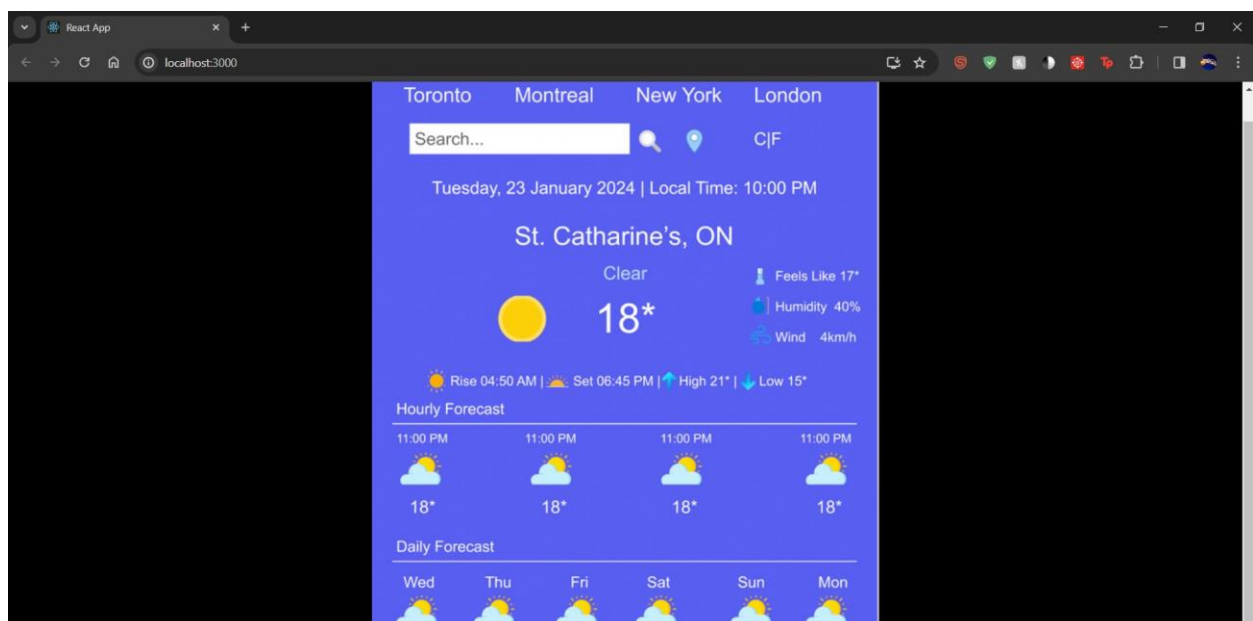 React App
localhost:3000
Toronto Montreal New York London
Search... C|F
Tuesday, 23 January 2024 | Local Time: 10:00 PM
St. Catharine's, ON
Clear
18*
Feels Like 17*
Humidity 40%
Wind 4km/h
Rise 04:50 AM | Set 06:45 PM | High 21* | Low 15*
Hourly Forecast
11:00 PM 11:00 PM 11:00 PM 11:00 PM
18* 18* 18* 18*
Daily Forecast
Wed Thu Fri Sat Sun Mon